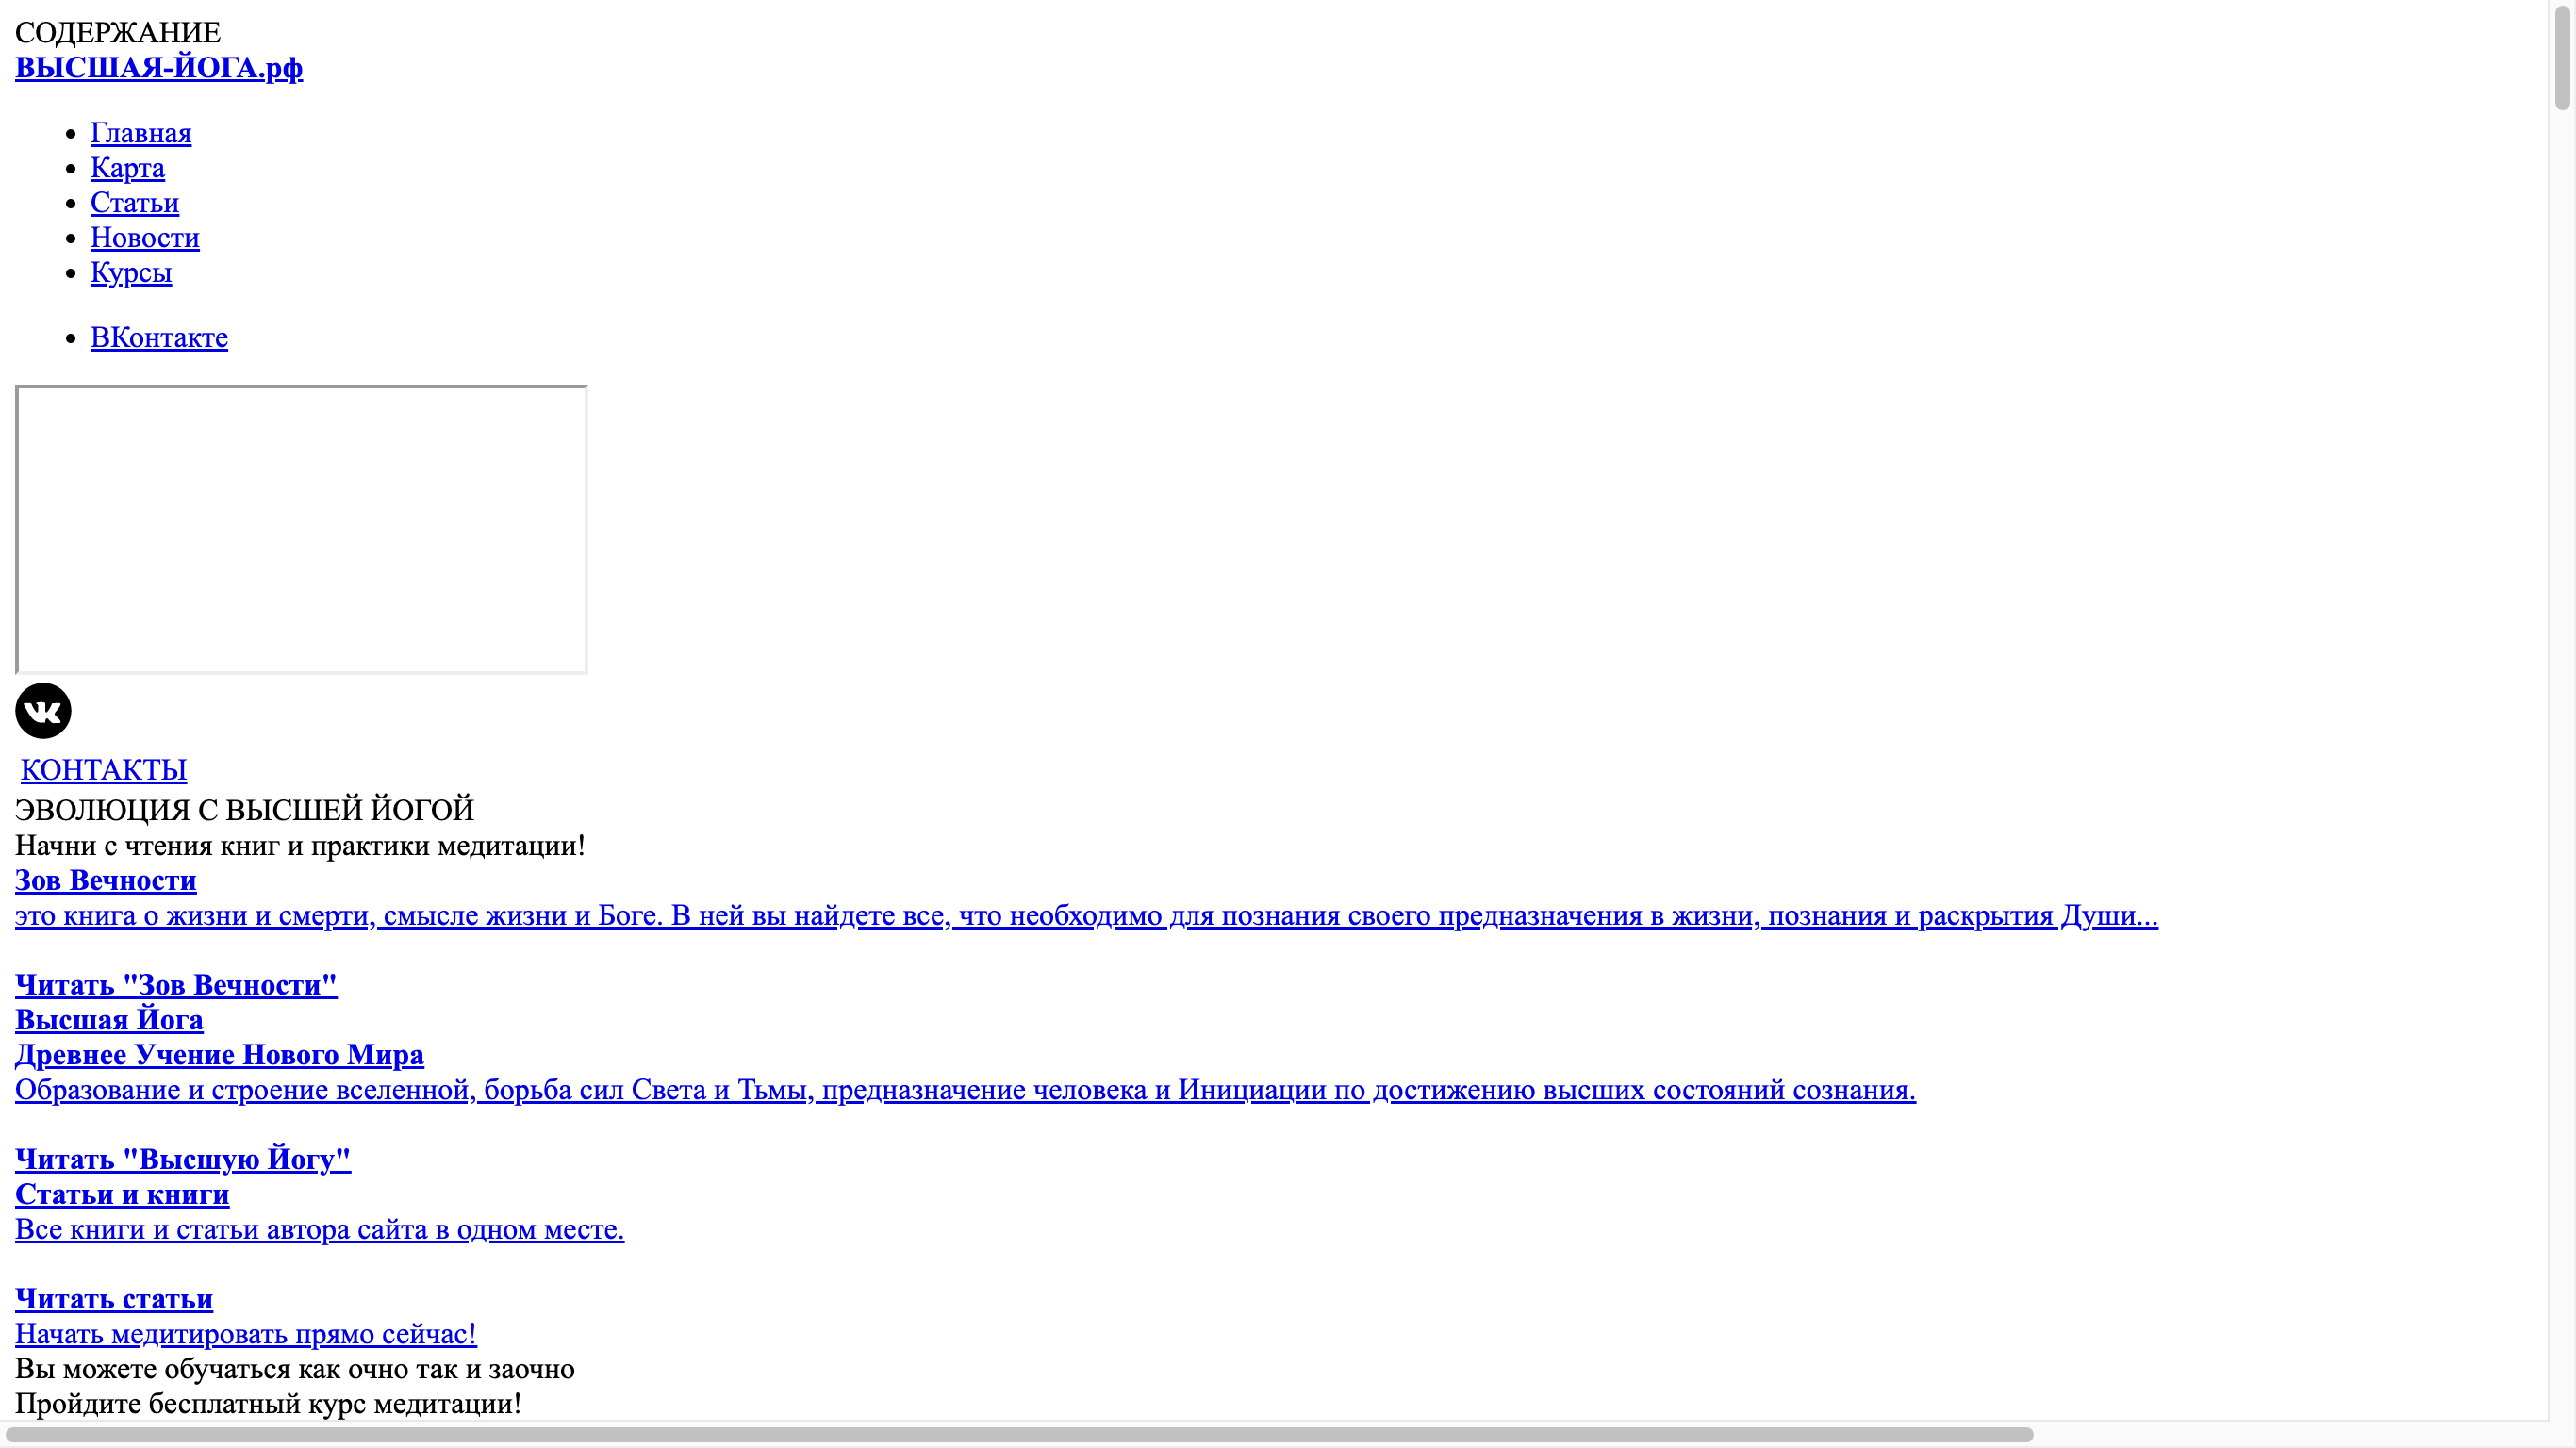 СОДЕРЖАНИЕ
ВЫСШАЯ-ЙОГА.рф
Главная
Карта
Статьи
Новости
Курсы
ВКонтакте
КОНТАКТЫ
ЭВОЛЮЦИЯ С ВЫСШЕЙ ЙОГОЙ
Начни с чтения книг и практики медитации!
Зов Вечности
это книга о жизни и смерти, смысле жизни и Боге. В ней вы найдете все, что необходимо для познания своего предназначения в жизни, познания и раскрытия Души...
Читать "Зов Вечности"
Высшая Йога
Древнее Учение Нового Мира
Образование и строение вселенной, борьба сил Света и Тьмы, предназначение человека и Инициации по достижению высших состояний сознания.
Читать "Высшую Йогу"
Статьи и книги
Все книги и статьи автора сайта в одном месте.
Читать статьи
Начать медитировать прямо сейчас!
Вы можете обучаться как очно так и заочно
Пройдите бесплатный курс медитации!